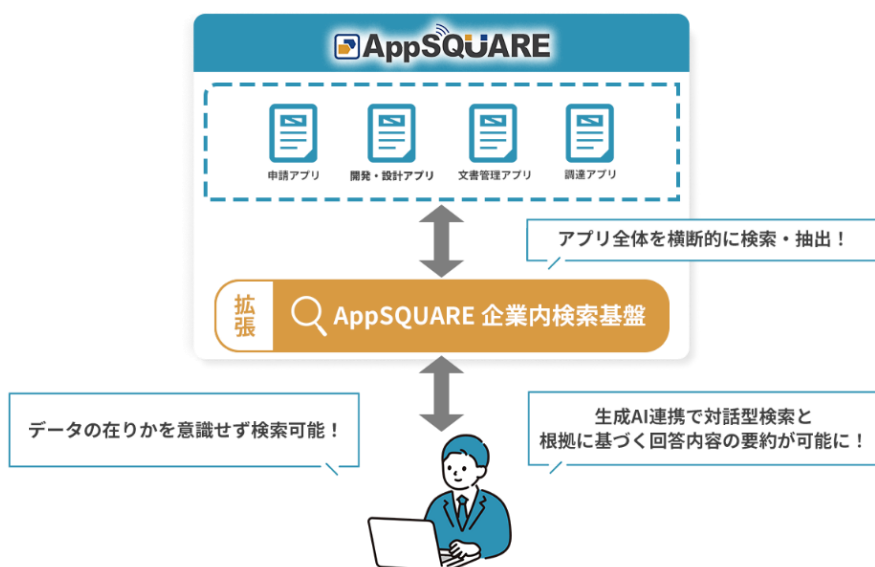 AppSQUARE
申請アプリ
開発・設計アプリ
文書管理アプリ
調達アプリ
アプリ全体を横断的に検索・抽出！
拡張
AppSQUARE 企業内検索基盤
データの在りかを意識せず検索可能！
生成AI連携で対話型検索と
根拠に基づく回答内容の要約が可能に！